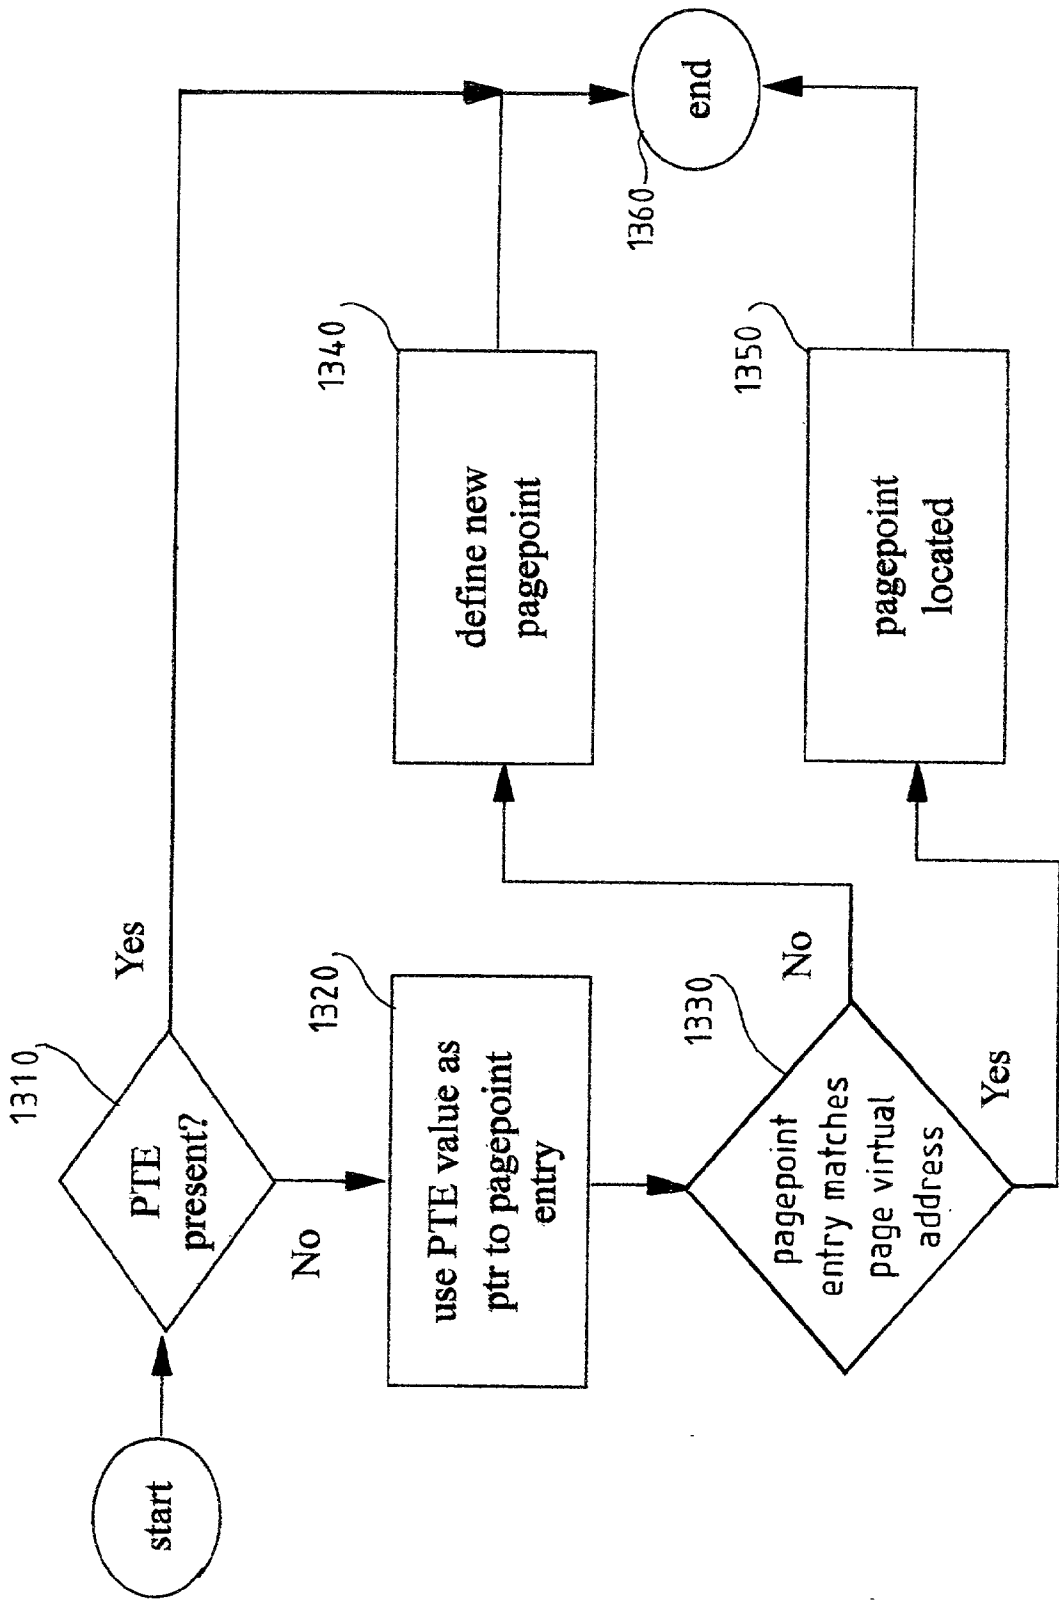 start
1310
PTE
present?
Yes
No
1320
use PTE value as
ptr to pagepoint
entry
1330
pagepoint
entry matches
page virtual
address
No
Yes
1340
define new
pagepoint
1350
pagepoint
located
1360
end